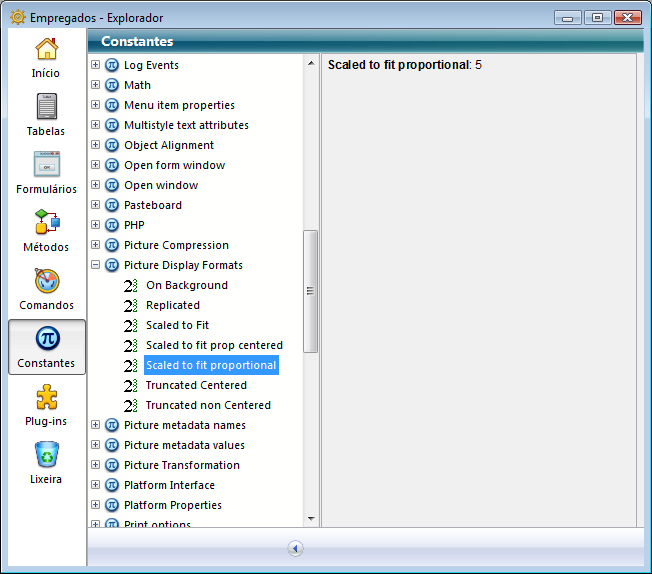 Empregados - Explorador
Início
Tabelas
Formulários
Métodos
Comandos
Constantes
Plug-ins
Lixeira
Constantes
Log Events
Math
Menu item properties
Multistyle text attributes
Object Alignment
Open form window
Open window
Pasteboard
PHP
Picture Compression
Picture Display Formats
On Background
Replicated
Scaled to Fit
Scaled to fit prop centered
Scaled to fit proportional
Truncated Centered
Truncated non Centered
Picture metadata names
Picture metadata values
Picture Transformation
Platform Interface
Platform Properties
Print options
Scaled to fit proportional: 5